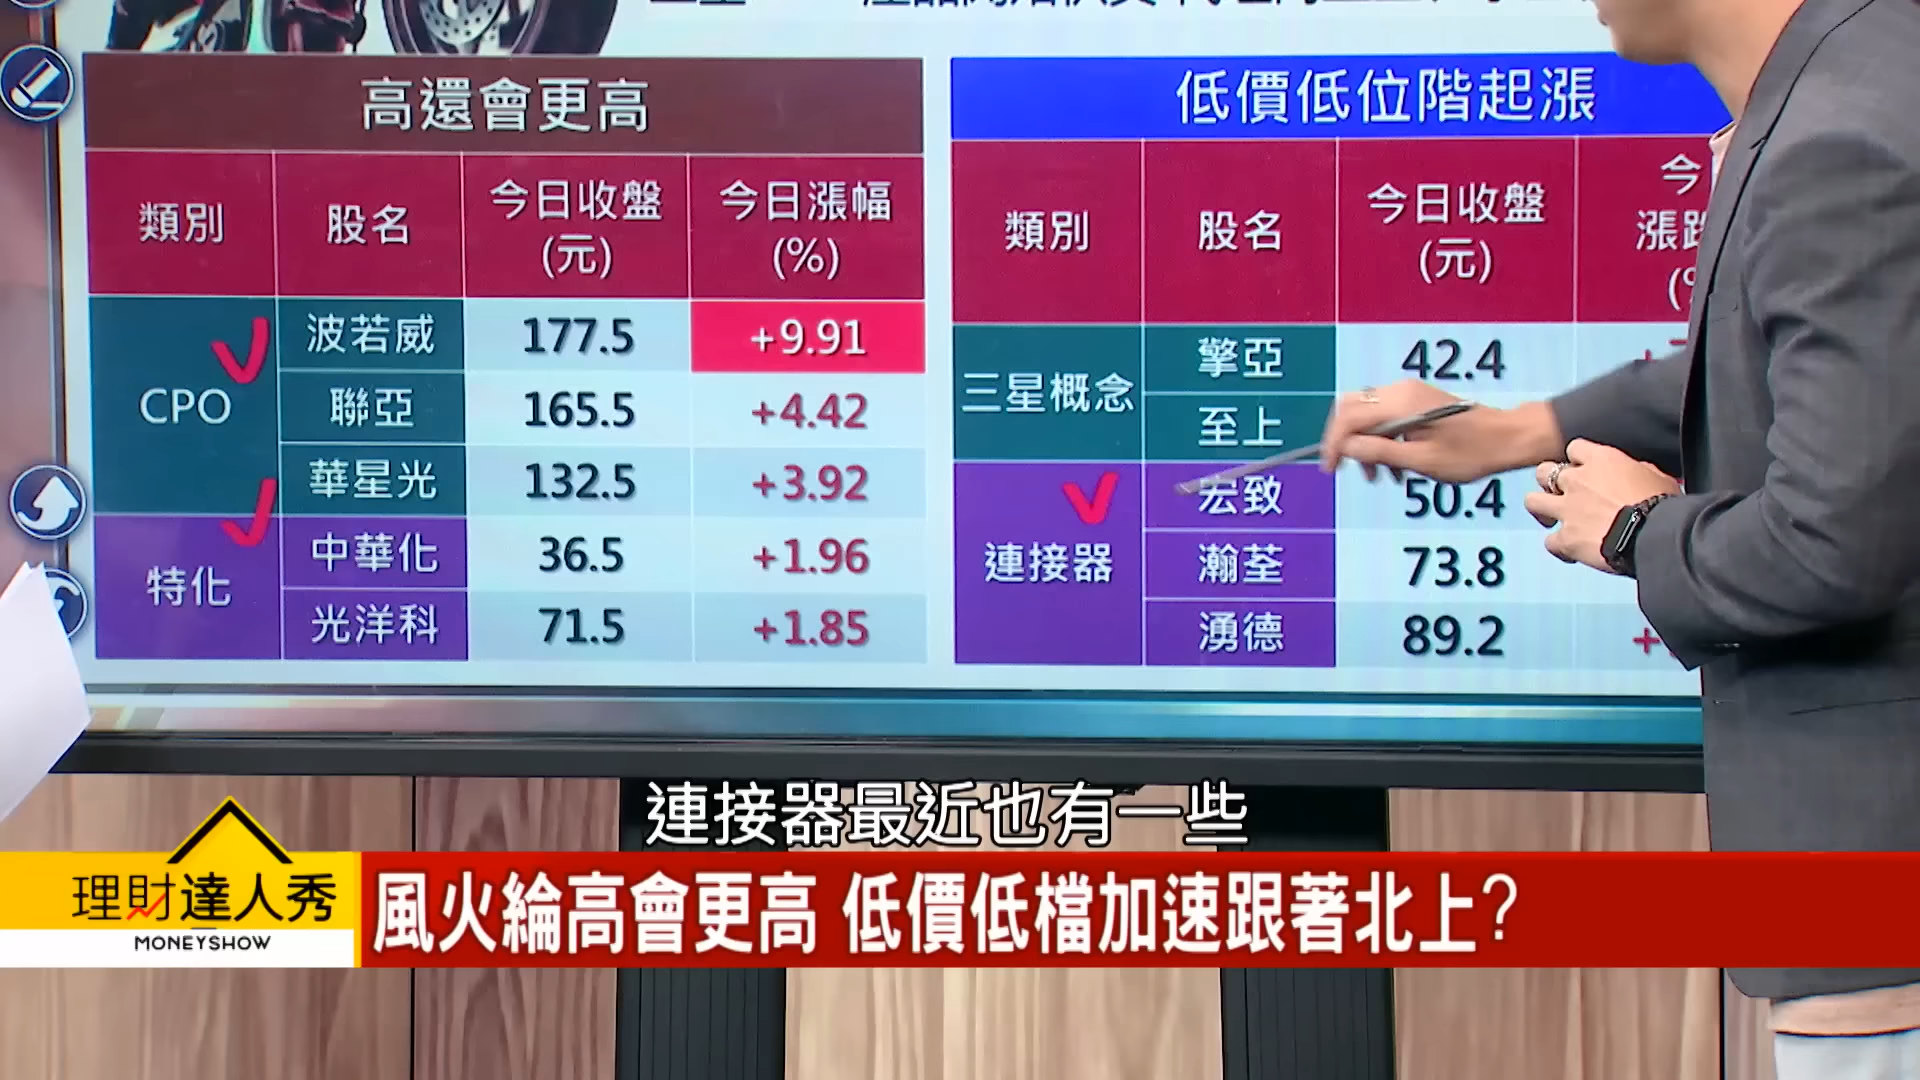 高還會更高
類別 股名 今日收盤(元) 今日漲幅(%)
CPO 波若威 177.5 +9.91
聯亞 165.5 +4.42
華星光 132.5 +3.92
特化 中華化 36.5 +1.96
光洋科 71.5 +1.85
低價低位階起漲
類別 股名 今日收盤(元) 今 漲
三星概念 擎亞 42.4
至上
連接器 宏致 50.4
瀚荃 73.8
湧德 89.2
連接器最近也有一些
理財達人秀
MONEYSHOW
風火綸高會更高 低價低檔加速跟著北上?